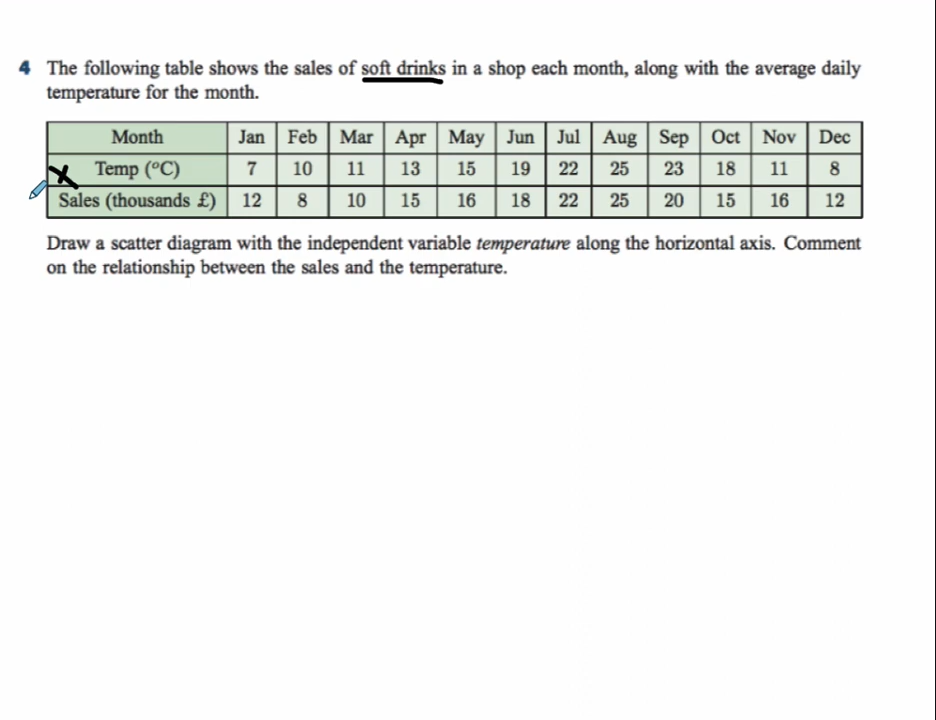 4 The following table shows the sales of soft drinks in a shop each month, along with the average daily
temperature for the month.
Month Jan Feb Mar Apr May Jun Jul Aug Sep Oct Nov Dec
x Temp (°C) 7 10 11 13 15 19 22 25 23 18 11 8
Sales (thousands £) 12 8 10 15 16 18 22 25 20 15 16 12
Draw a scatter diagram with the independent variable temperature along the horizontal axis. Comment
on the relationship between the sales and the temperature.